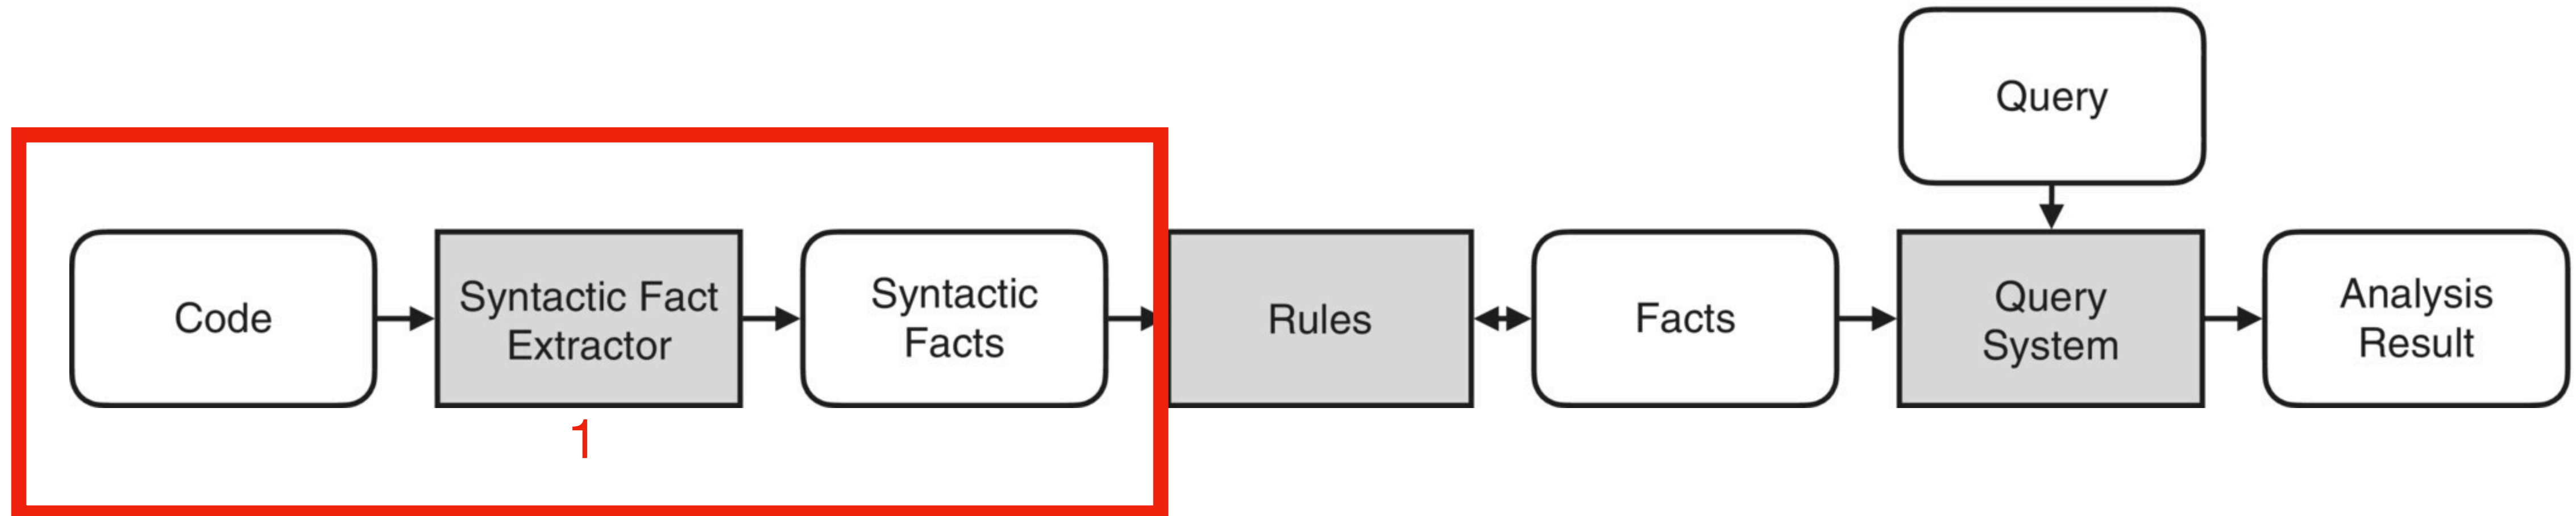 Query
Code
Syntactic Fact
Extractor
Syntactic
Facts
Rules
Facts
Query
System
Analysis
Result
1